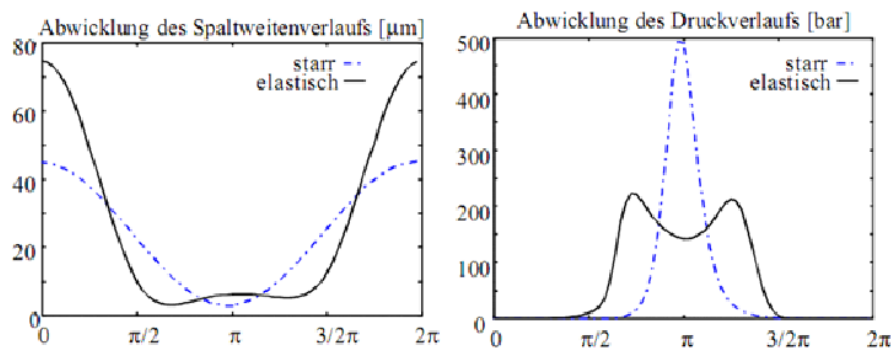 Abwicklung des Spaltweitenverlaufs [µm]
80
60
40
20
0
starr
elastisch
0
π/2
π
3/2π
2π
Abwicklung des Druckverlaufs [bar]
500
450
300
200
100
0
starr
elastisch
0
π/2
π
3/2π
2π